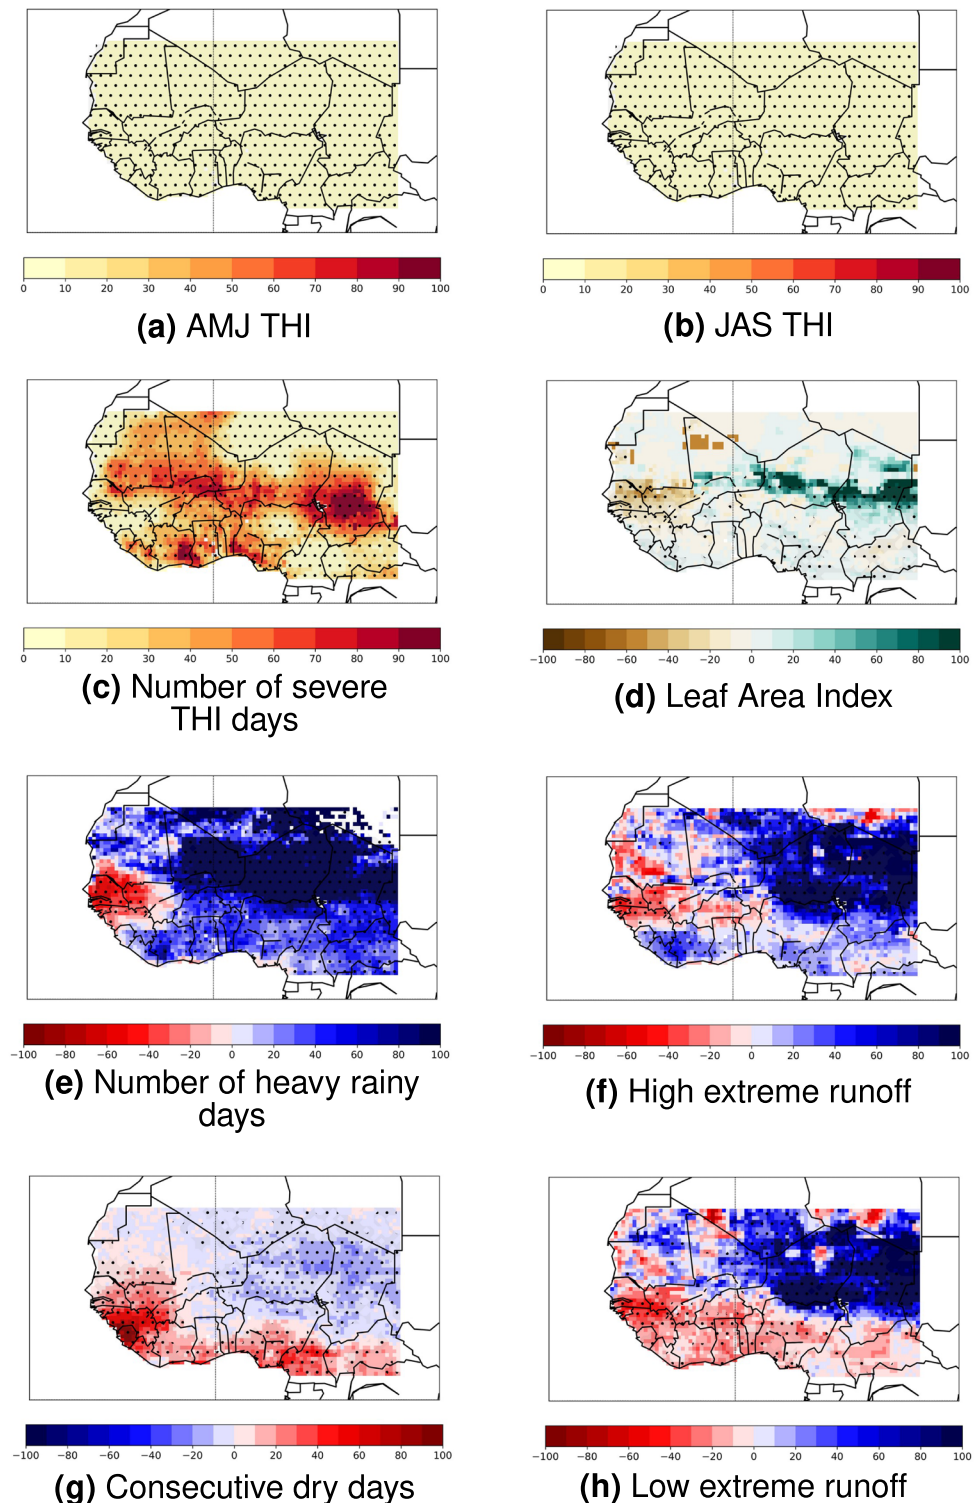 0 10 20 30 40 50 60 70 80 90 100
0 10 20 30 40 50 60 70 80 90 100
(a) AMJ THI
(b) JAS THI
0 10 20 30 40 50 60 70 80 90 100
−100 −80 −60 −40 −20 0 20 40 60 80 100
(c) Number of severe
THI days
(d) Leaf Area Index
−100 −80 −60 −40 −20 0 20 40 60 80 100
−100 −80 −60 −40 −20 0 20 40 60 80 100
(e) Number of heavy rainy
days
(f) High extreme runoff
−100 −80 −60 −40 −20 0 20 40 60 80 100
−100 −80 −60 −40 −20 0 20 40 60 80 100
(g) Consecutive dry days
(h) Low extreme runoff